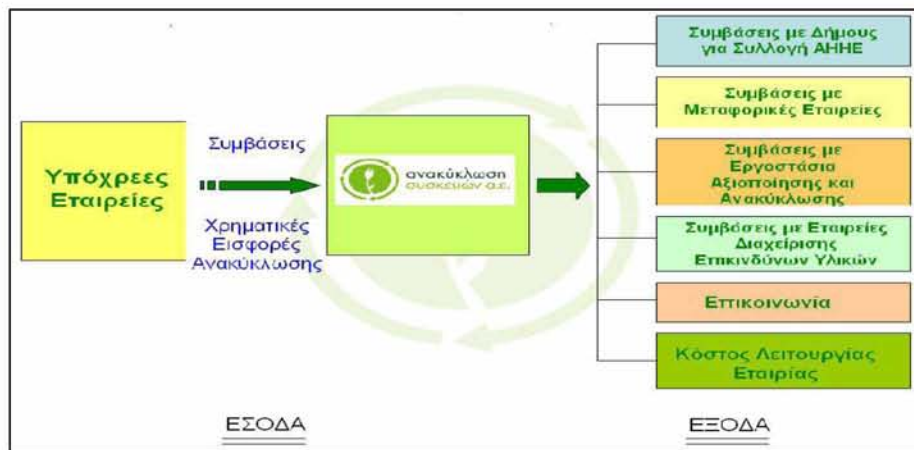 Υπόχρεες
Εταιρείες
Συμβάσεις
Χρηματικές
Εισφορές
Ανακύκλωσης
ανακύκλωση
συσκευών α.ε.
Συμβάσεις με Δήμους
για Συλλογή ΑΗΗΕ
Συμβάσεις με
Μεταφορικές Εταιρείες
Συμβάσεις με
Εργοστάσια
Αξιοποίησης και
Ανακύκλωσης
Συμβάσεις με Εταιρείες
Διαχείρισης
Επικινδύνων Υλικών
Επικοινωνία
Κόστος Λειτουργίας
Εταιρίας
ΕΣΟΔΑ
ΕΞΟΔΑ